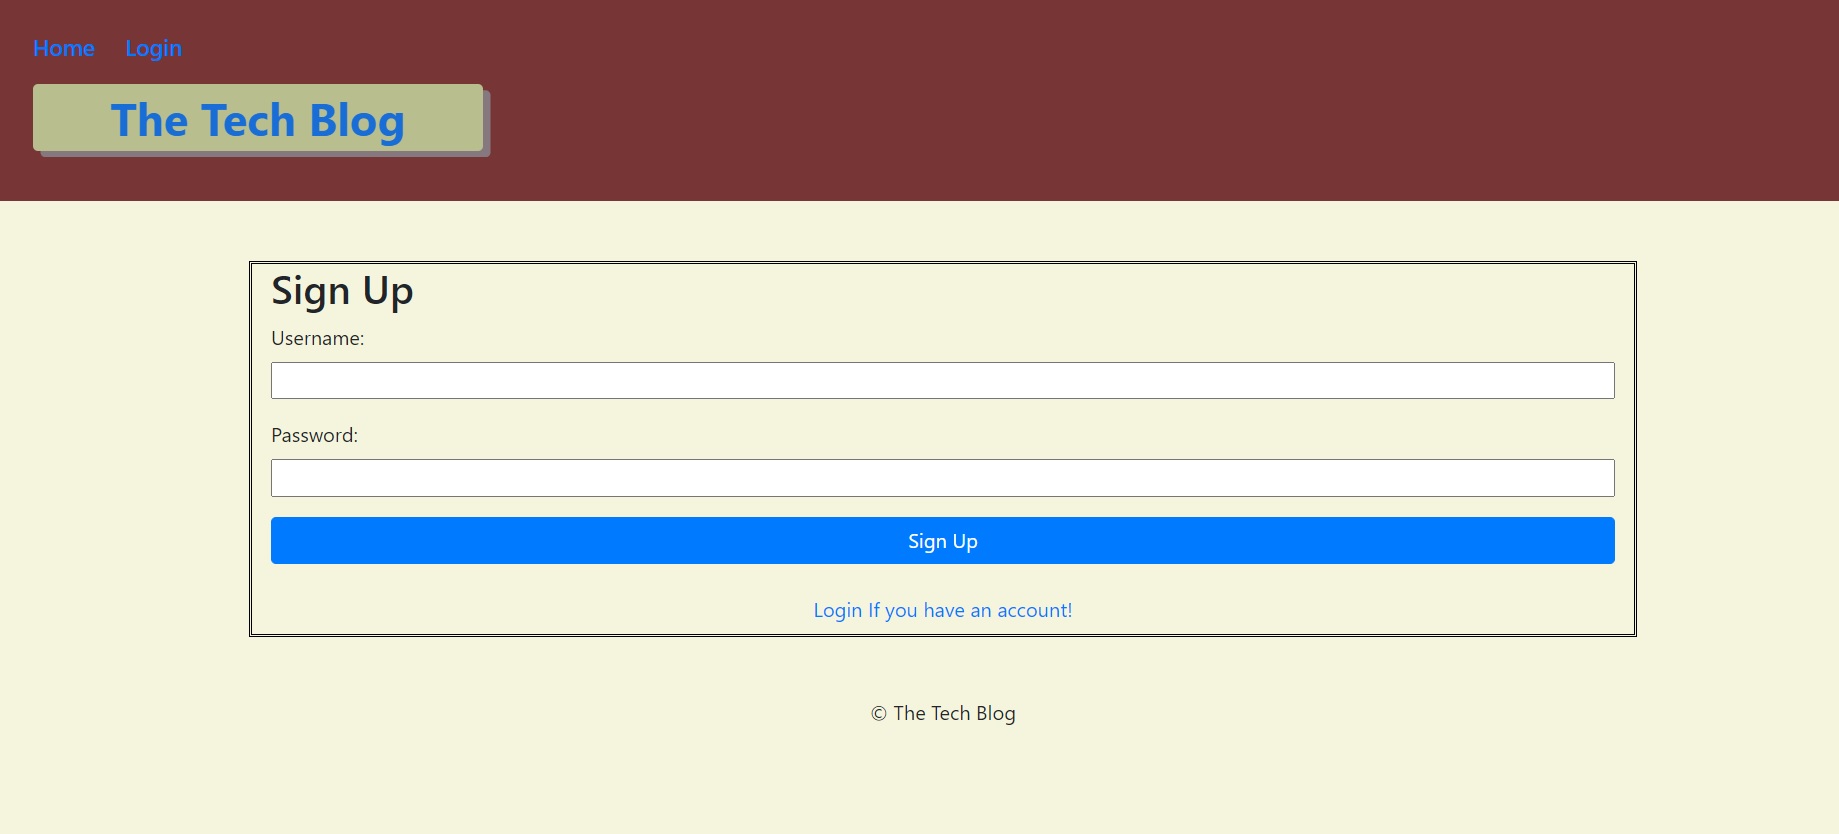 Home Login
The Tech Blog
Sign Up
Username:
Password:
Sign Up
Login If you have an account!
© The Tech Blog